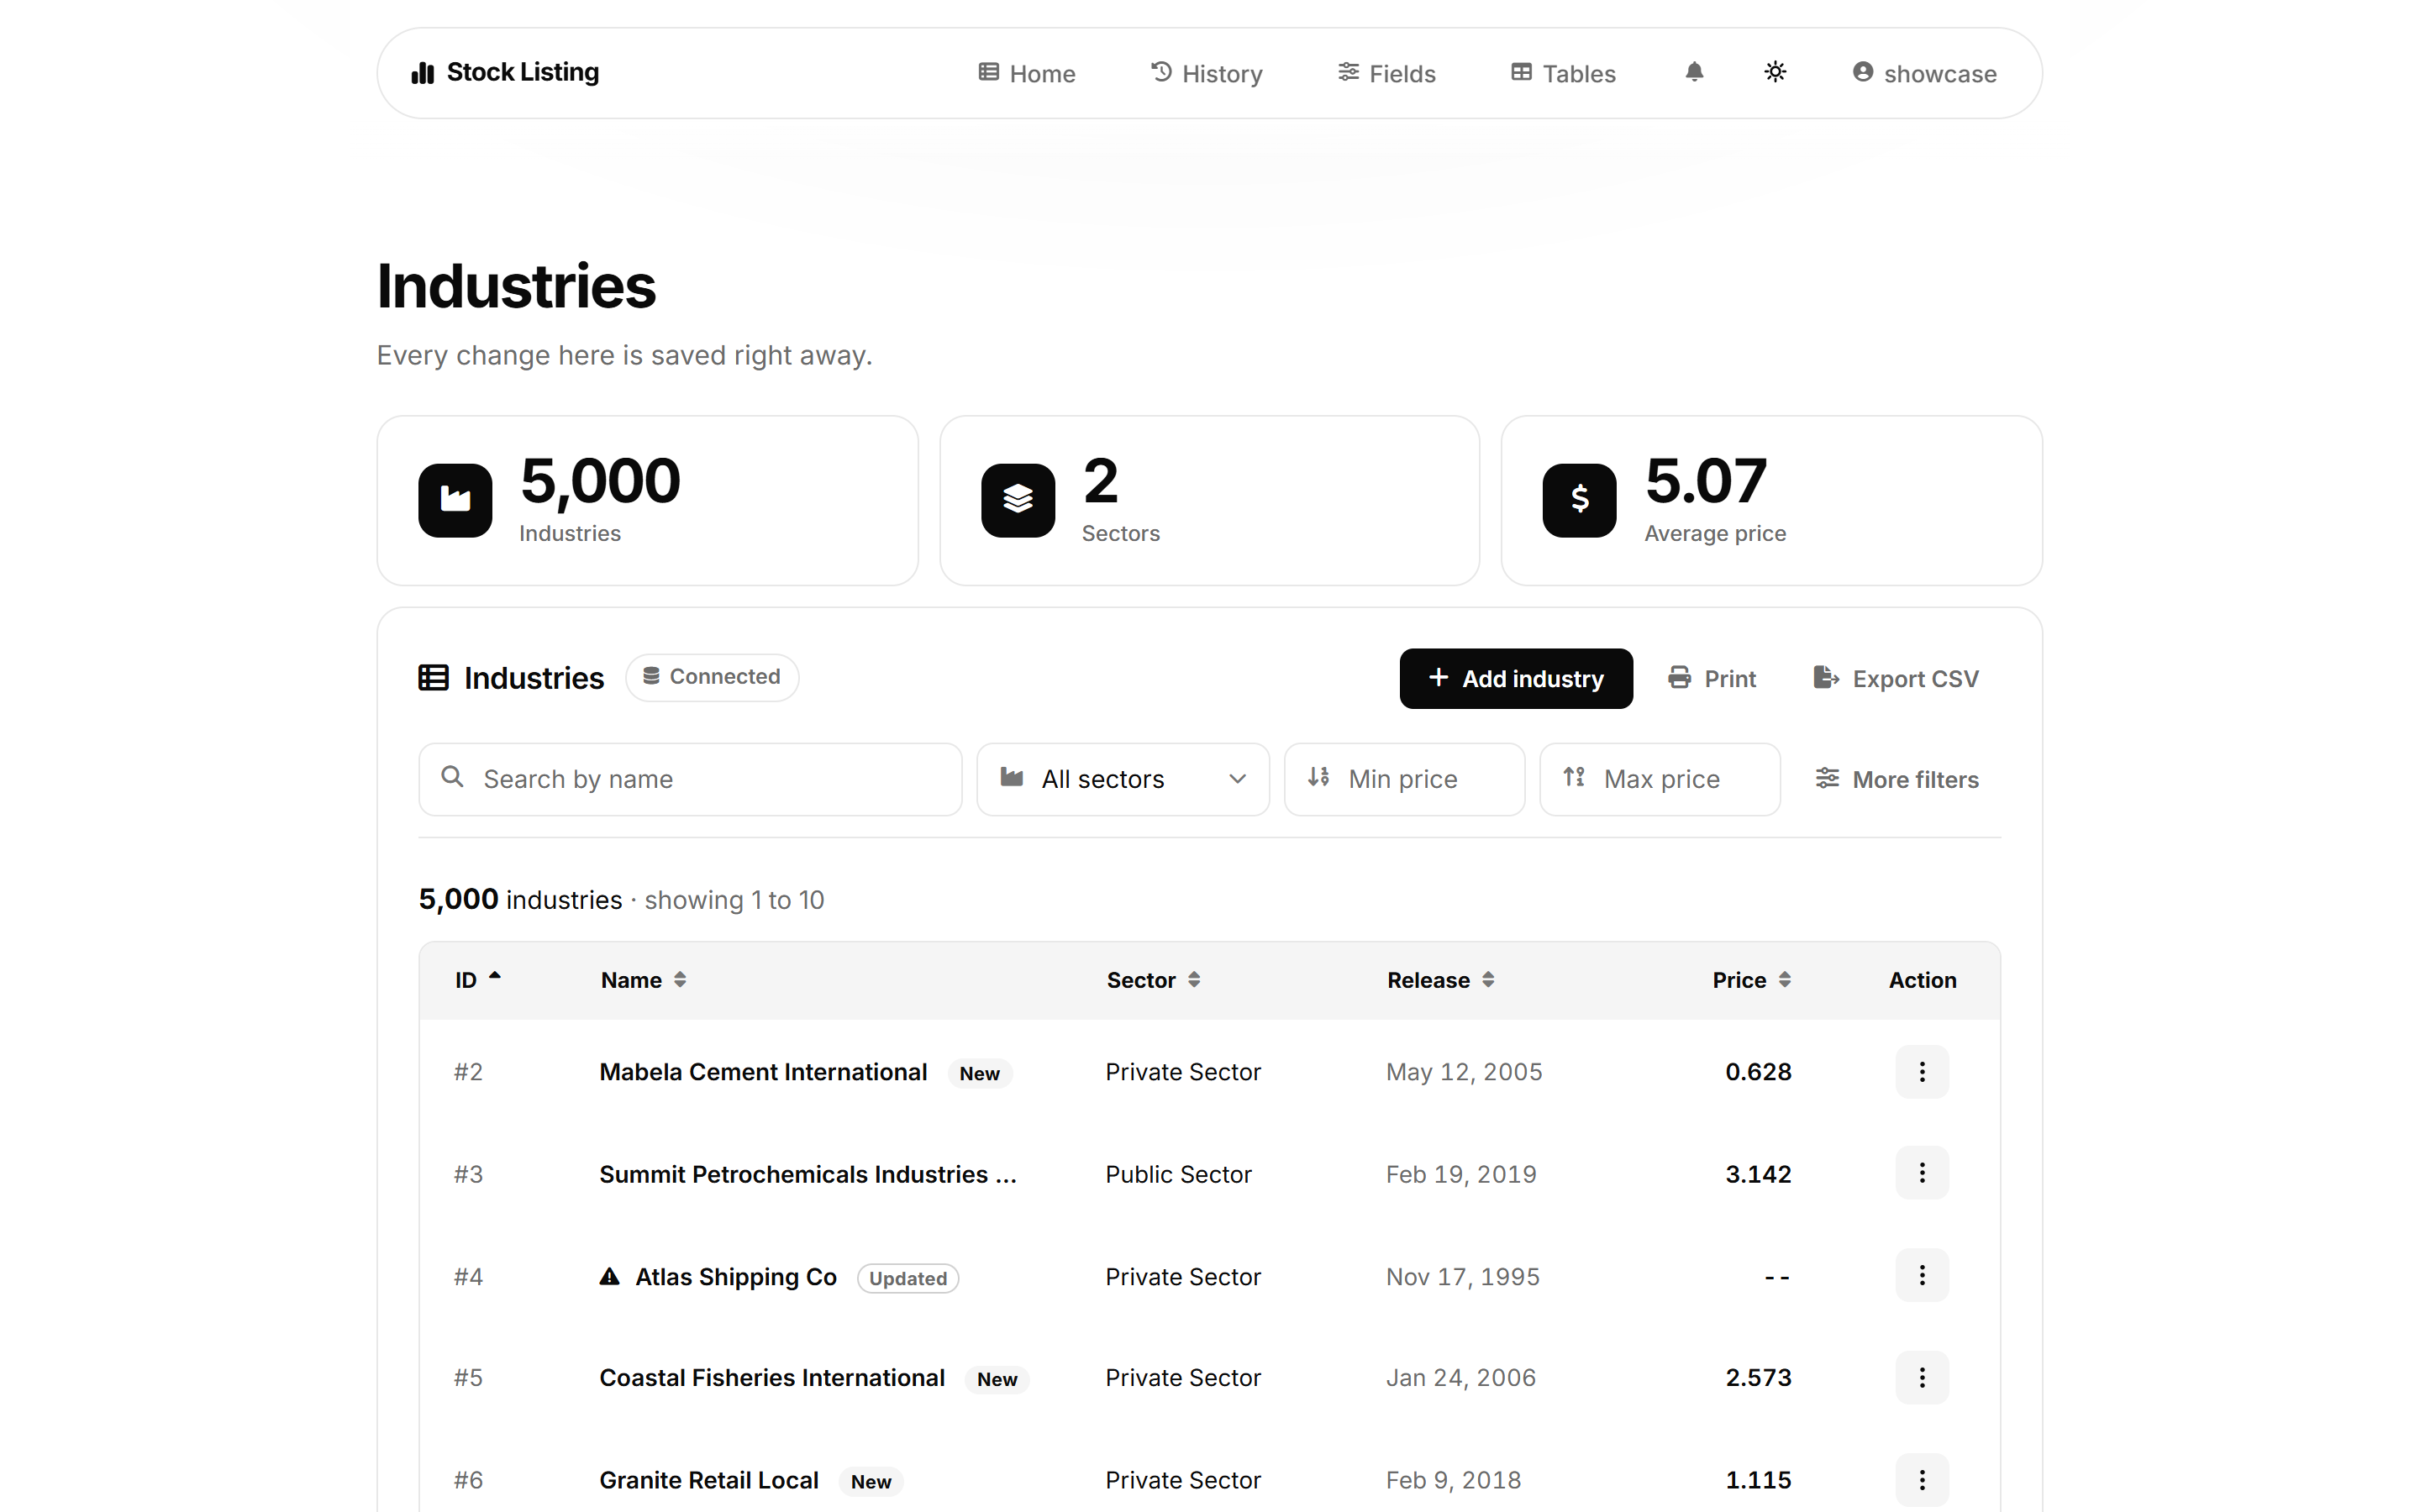 Stock Listing Home History Fields Tables showcase
Industries
Every change here is saved right away.
5,000
Industries
2
Sectors
5.07
Average price
Industries Connected + Add industry Print Export CSV
Search by name All sectors Min price Max price More filters
5,000 industries · showing 1 to 10
ID Name Sector Release Price Action
#2 Mabela Cement International New Private Sector May 12, 2005 0.628
#3 Summit Petrochemicals Industries ... Public Sector Feb 19, 2019 3.142
#4 Atlas Shipping Co Updated Private Sector Nov 17, 1995 --
#5 Coastal Fisheries International New Private Sector Jan 24, 2006 2.573
#6 Granite Retail Local New Private Sector Feb 9, 2018 1.115